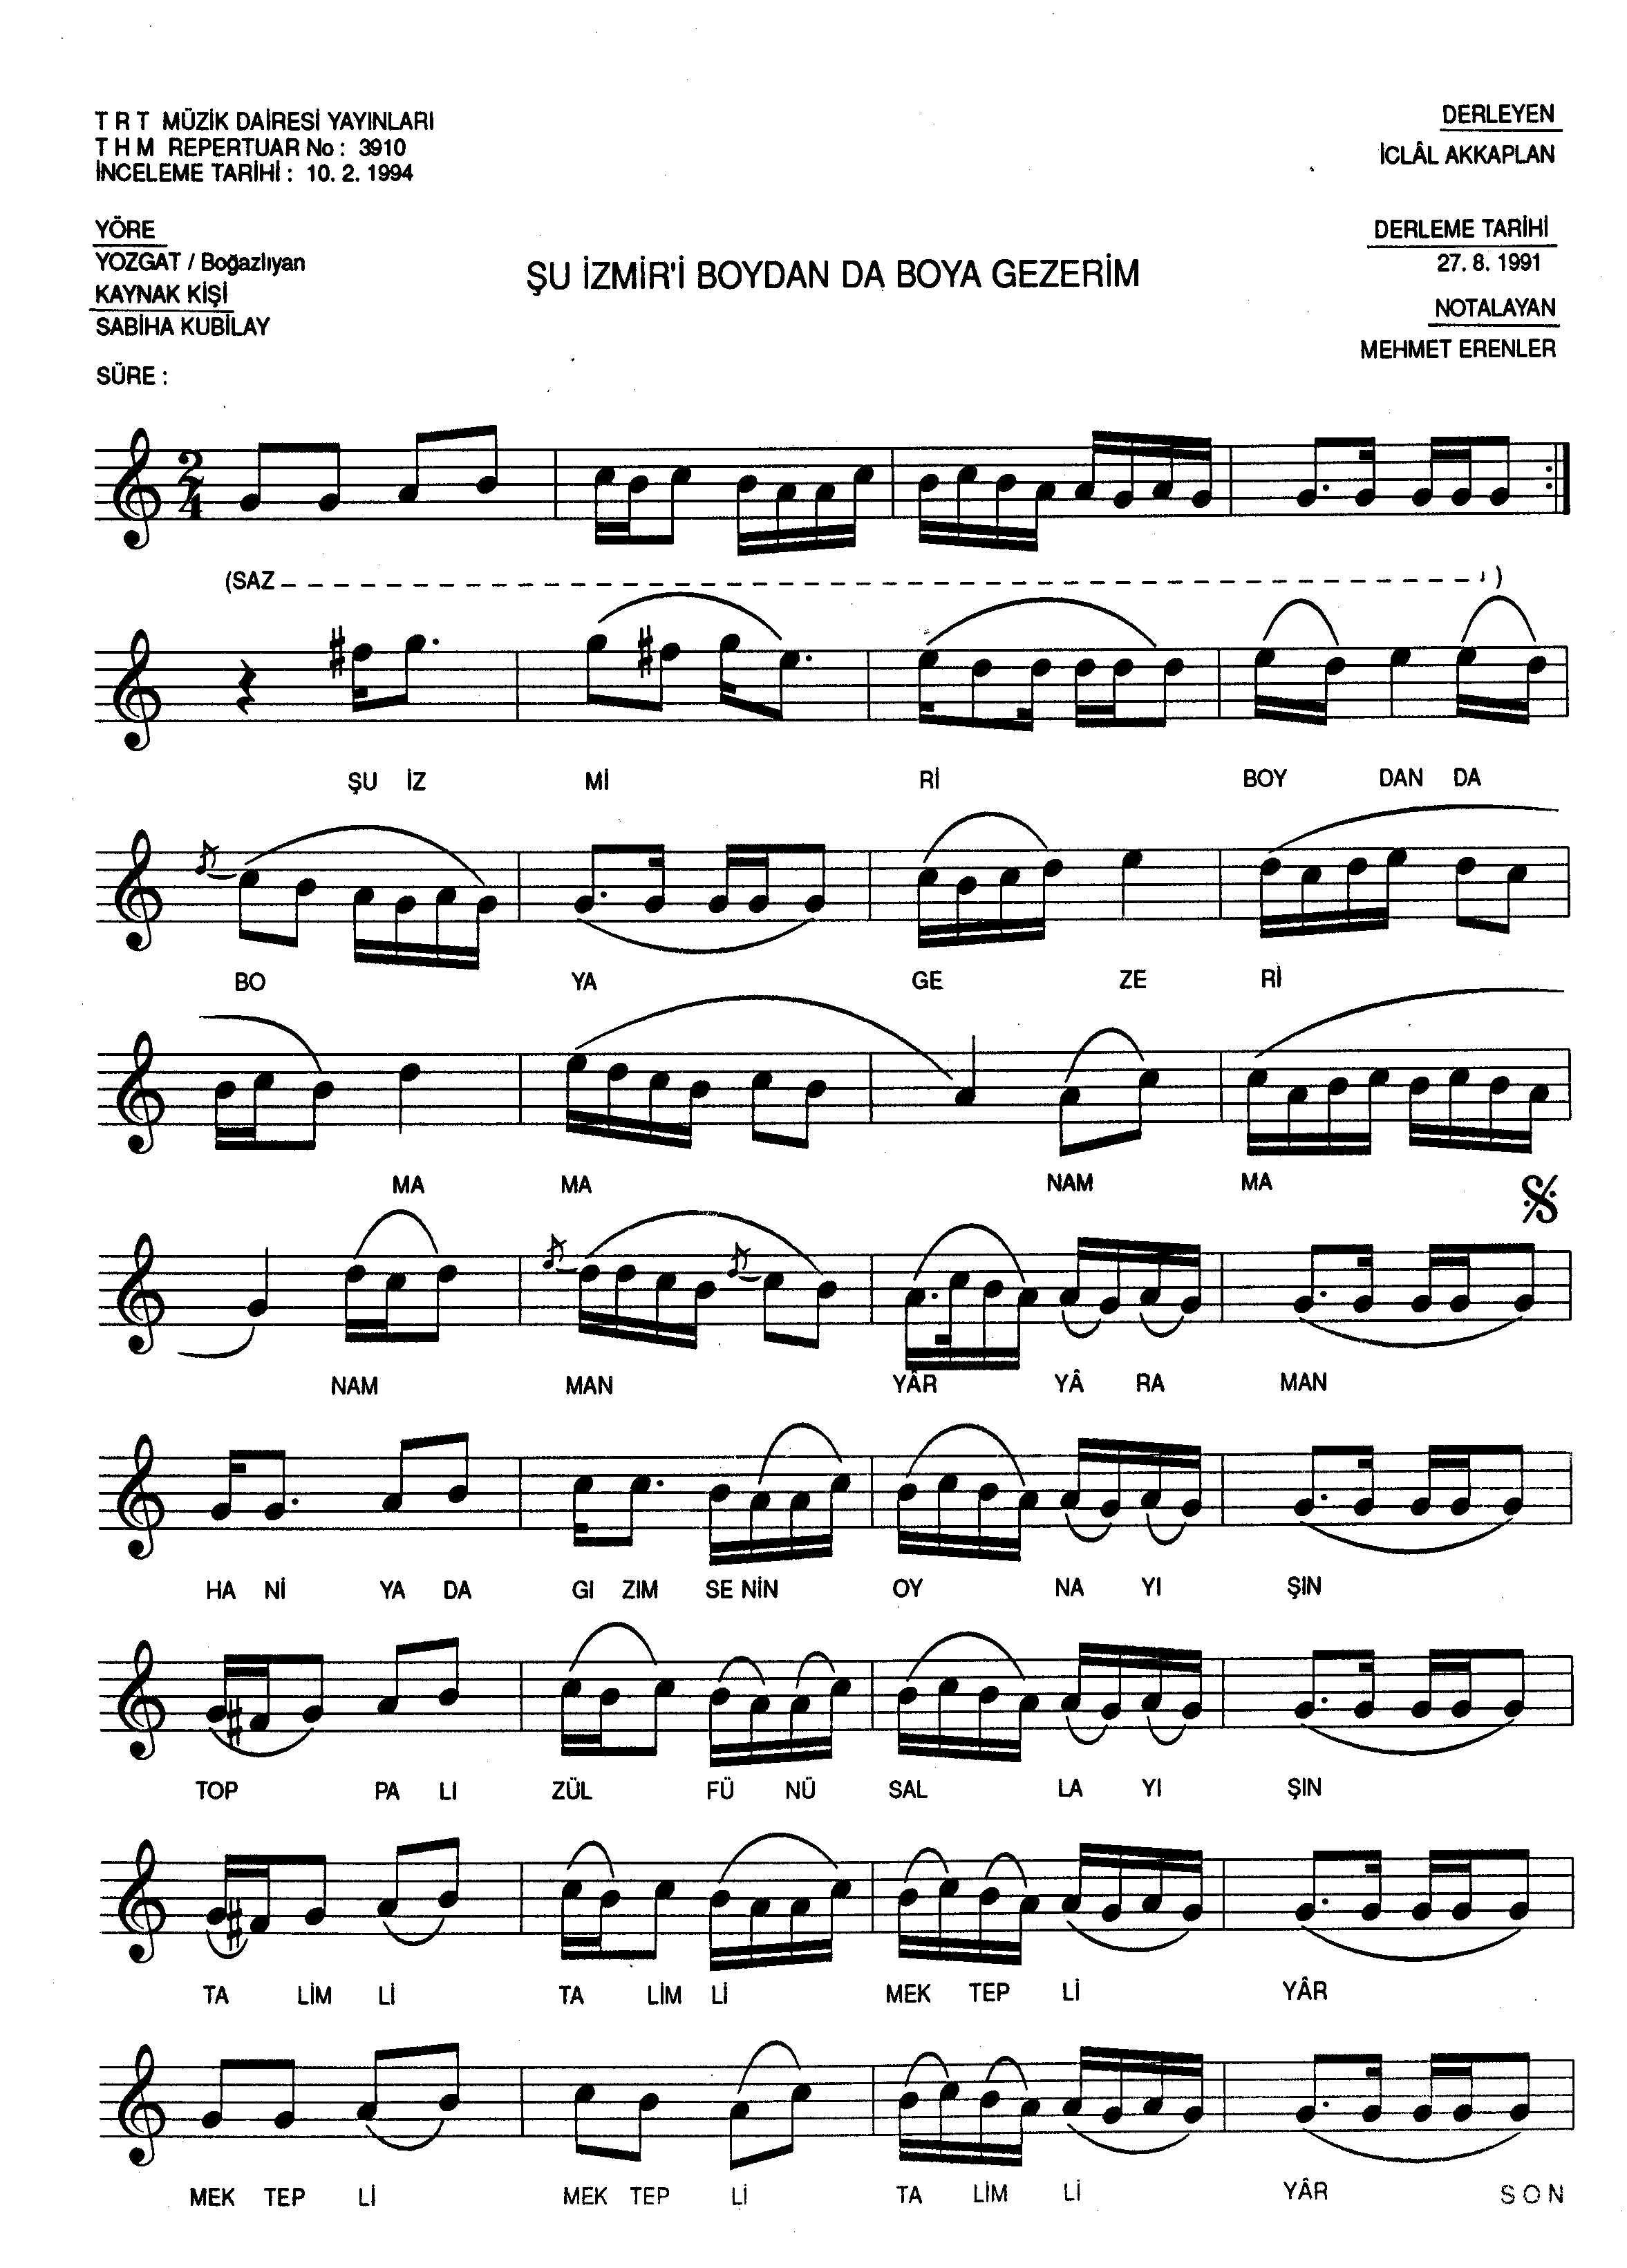 T R T MÜZİK DAİRESİ YAYINLARI
T H M REPERTUAR No : 3910
İNCELEME TARİHİ : 10. 2. 1994
DERLEYEN
İCLÂL AKKAPLAN
YÖRE
YOZGAT / Boğazlıyan
KAYNAK KİŞİ
SABİHA KUBİLAY
SÜRE :
ŞU İZMİR'İ BOYDAN DA BOYA GEZERİM
DERLEME TARİHİ
27. 8. 1991
NOTALAYAN
MEHMET ERENLER
2
4
(SAZ – – – – – – – – – – – – – – – – – – – – )
ŞU İZ Mİ Rİ BOY DAN DA
BO YA GE ZE Rİ
MA MA NAM MA
NAM MAN YÂR YÂ RA MAN
HA Nİ YA DA GI ZIM SE NİN OY NA YI ŞIN
TOP PA LI ZÜL FÜ NÜ SAL LA YI ŞIN
TA LİM Lİ TA LİM Lİ MEK TEP Lİ YÂR
MEK TEP Lİ MEK TEP Lİ TA LİM Lİ YÂR S O N